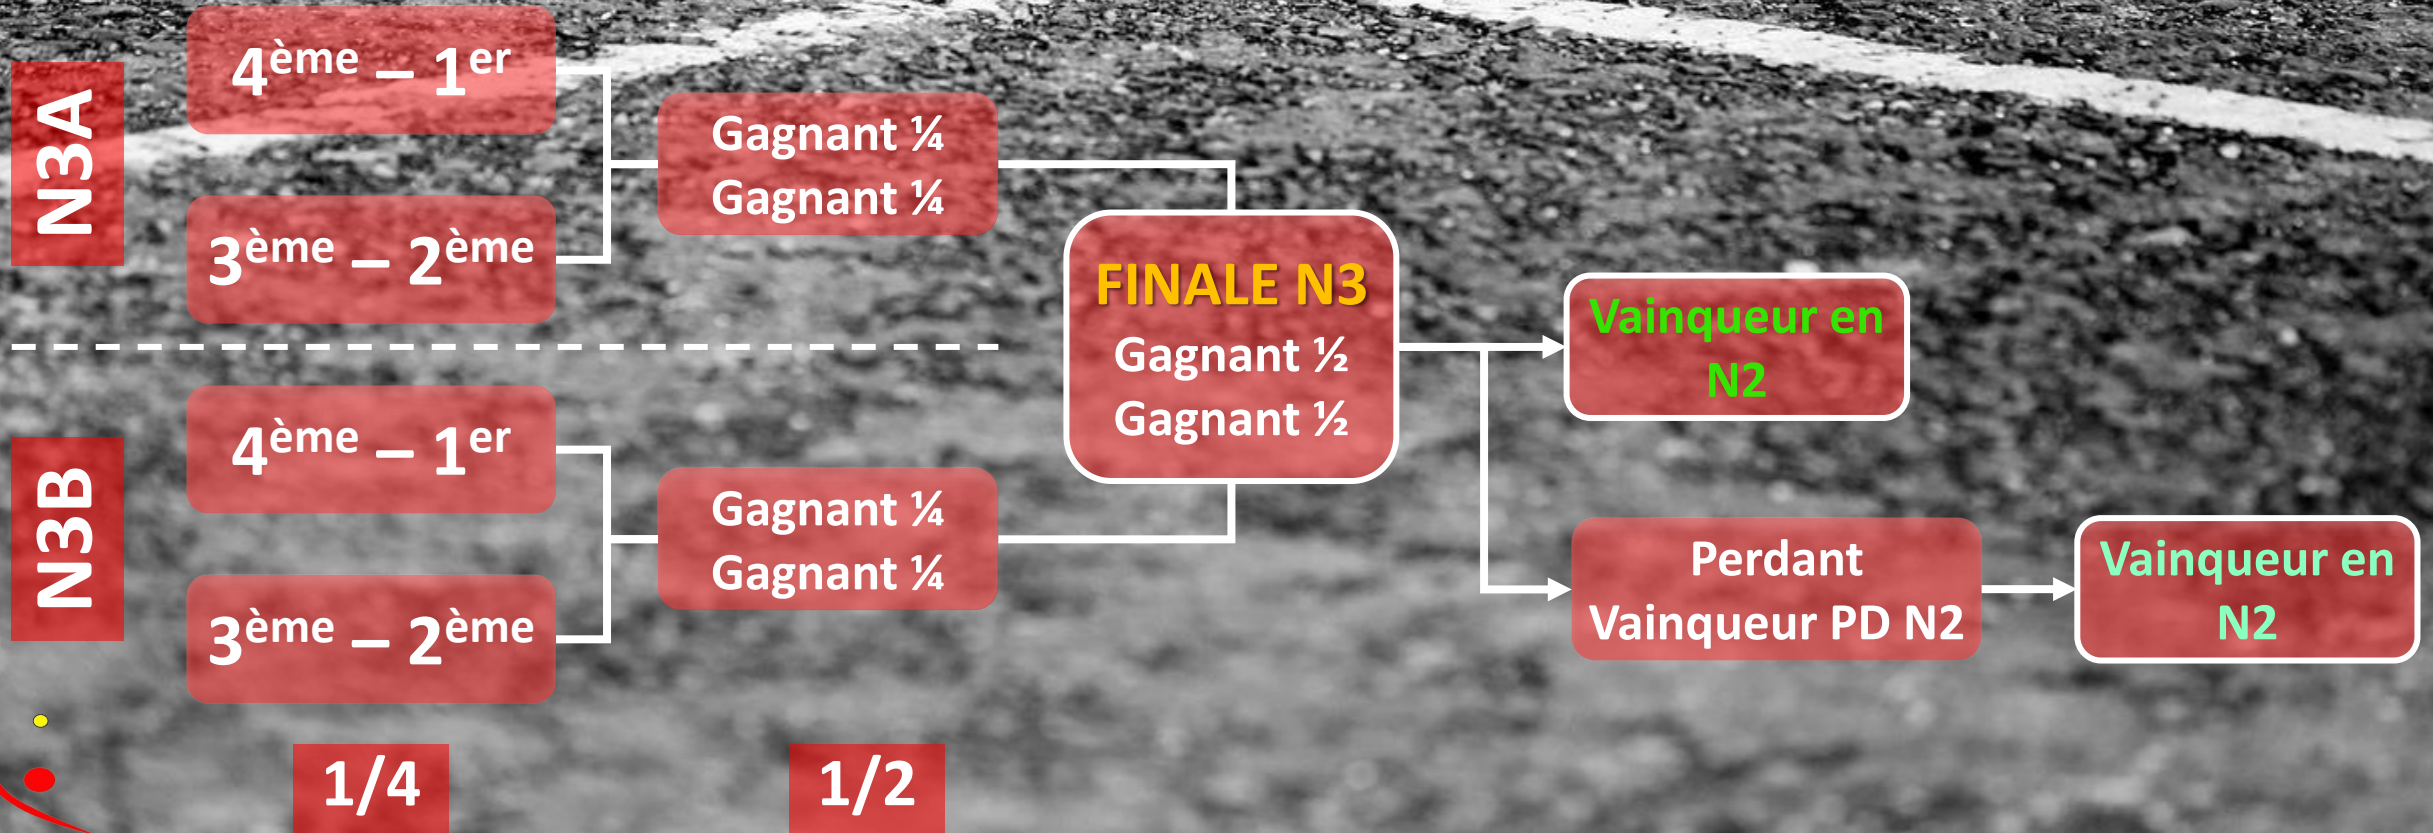 N3A
4ème – 1er
3ème – 2ème
Gagnant ¼
Gagnant ¼
N3B
4ème – 1er
3ème – 2ème
Gagnant ¼
Gagnant ¼
FINALE N3
Gagnant ½
Gagnant ½
Vainqueur en
N2
Perdant
Vainqueur PD N2
Vainqueur en
N2
1/4
1/2